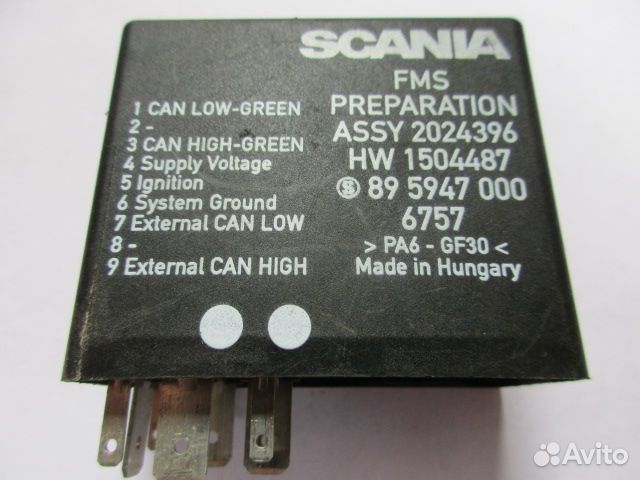 SCANIA
FMS
PREPARATION
ASSY 2024396
HW 1504487
89 5947 000
6757
> PA6 - GF30 <
Made in Hungary
1 CAN LOW-GREEN
2 -
3 CAN HIGH-GREEN
4 Supply Voltage
5 Ignition
6 System Ground
7 External CAN LOW
8 -
9 External CAN HIGH
Avito